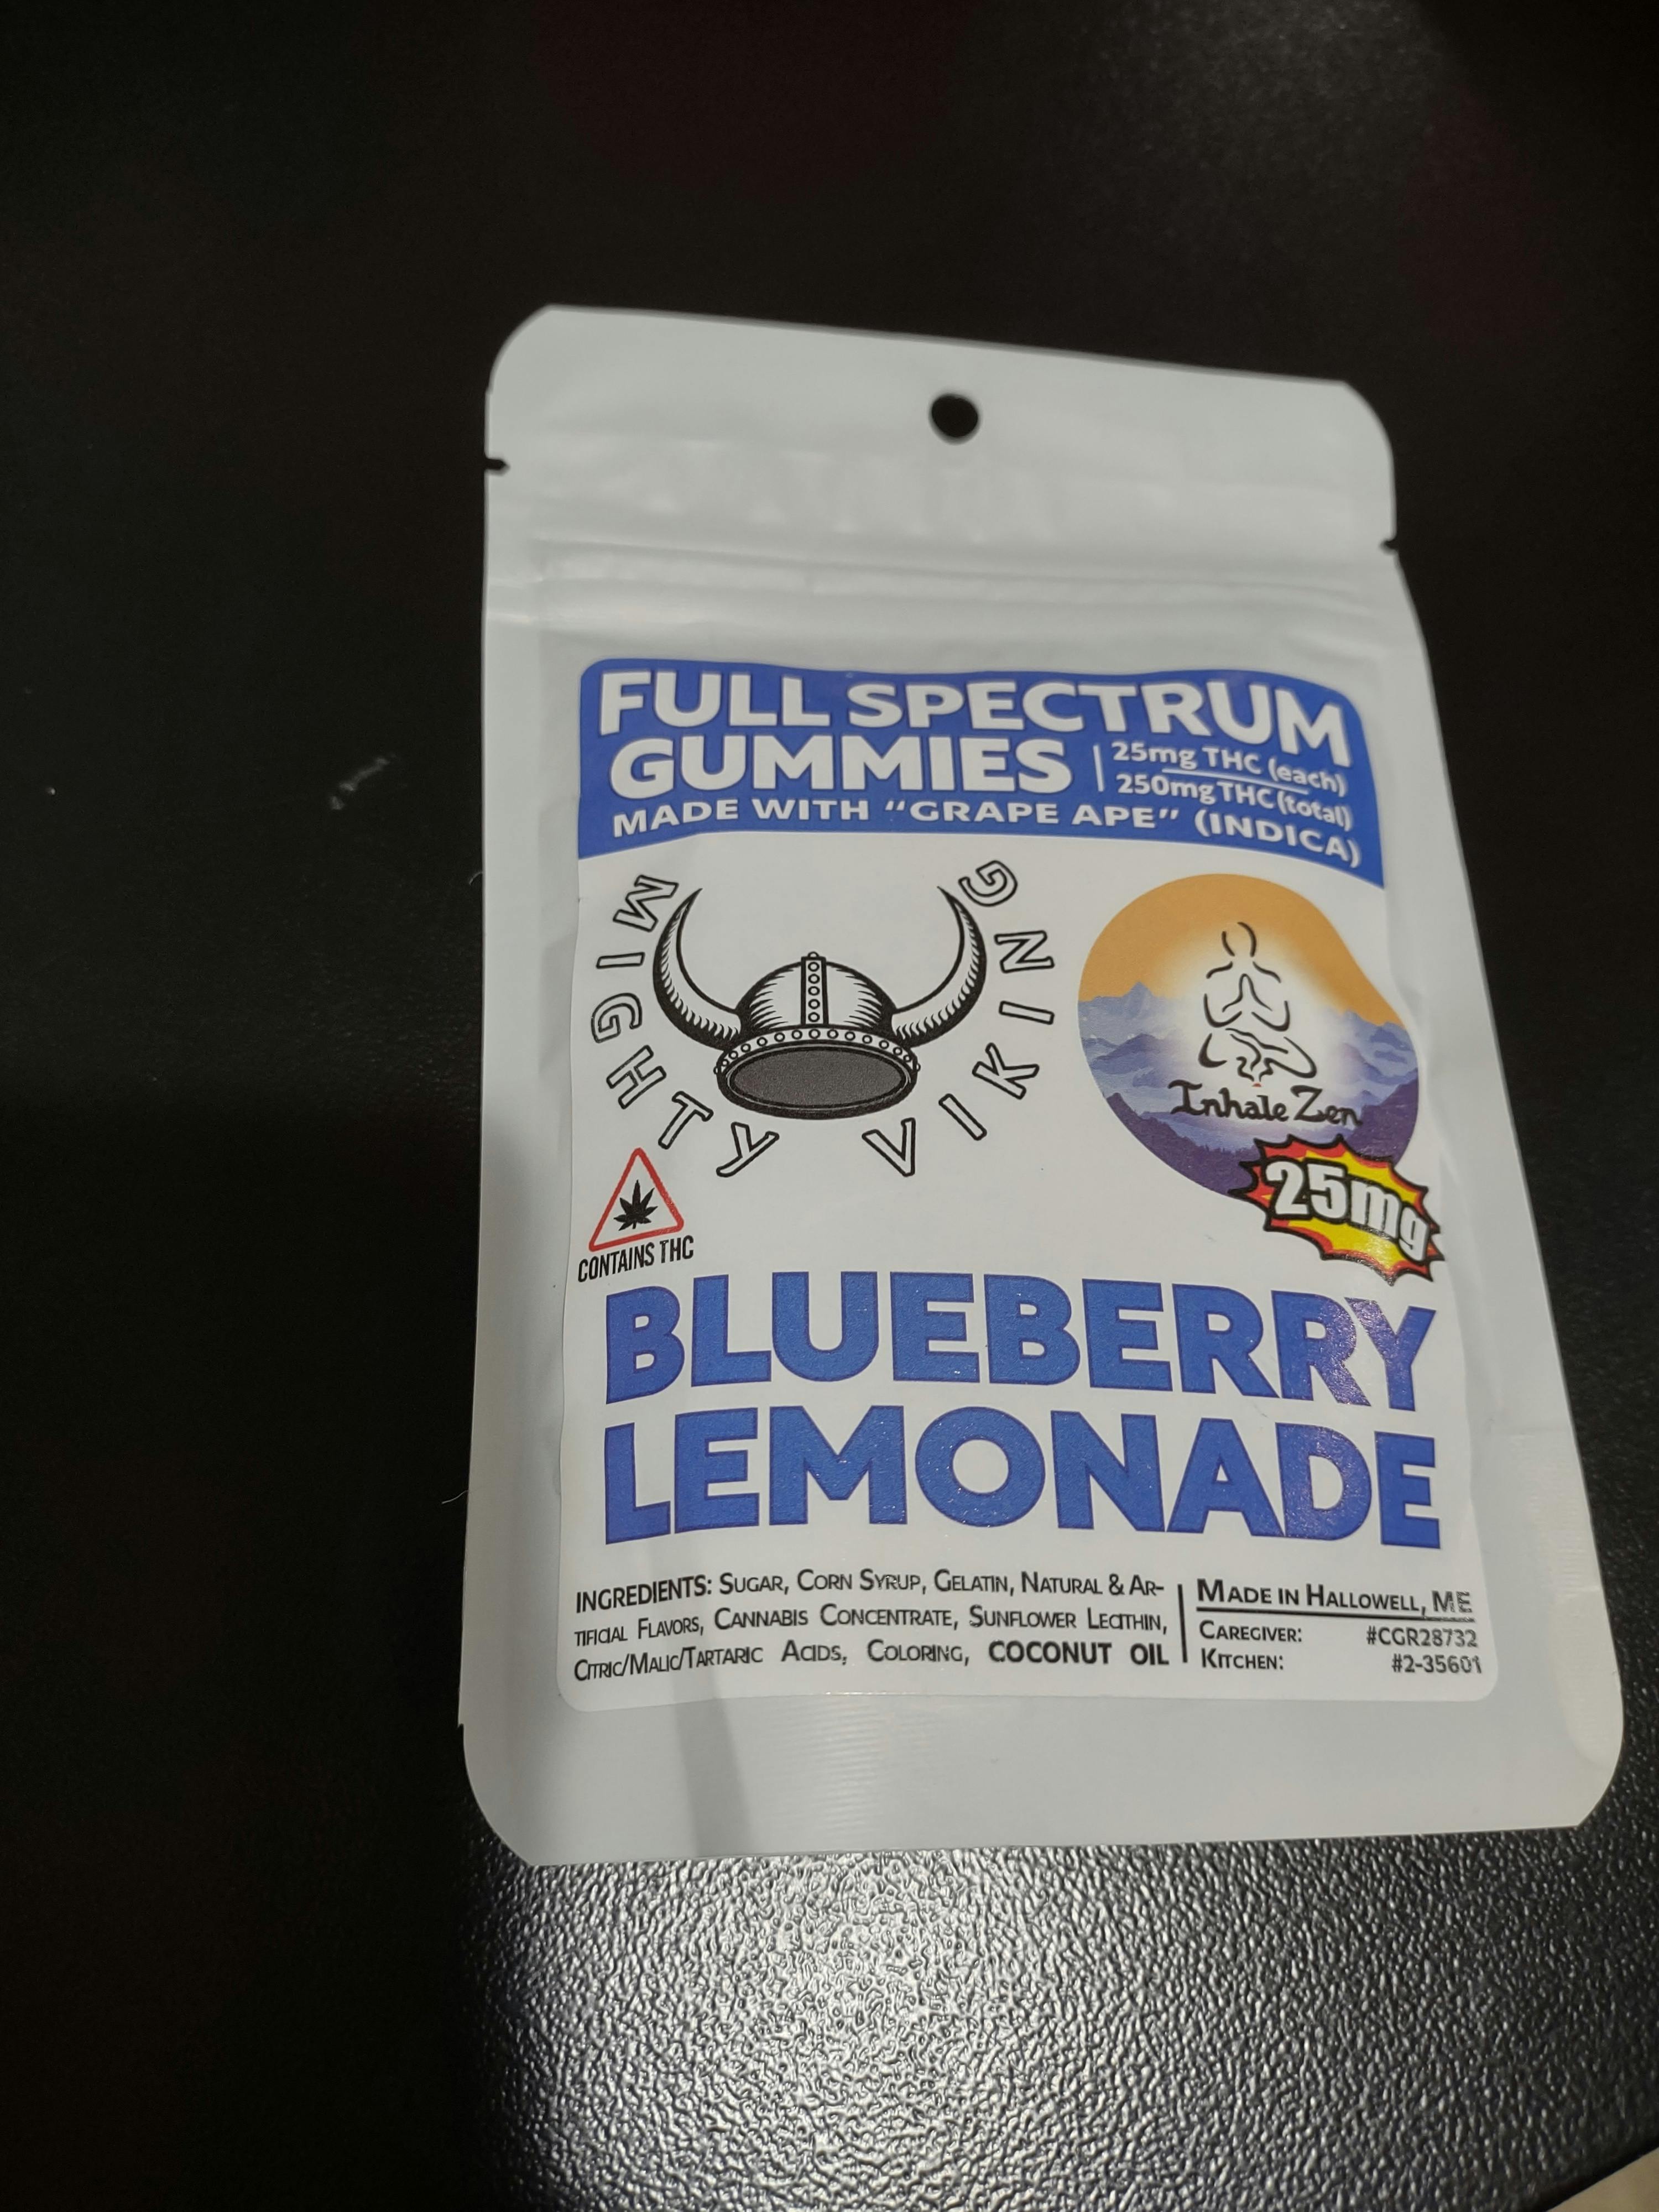 FULL SPECTRUM
GUMMIES
25mg THC (each)
250mg THC (total)
MADE WITH "GRAPE APE" (INDICA)
MIGHTY VIKING
Inhale Zen
25mg
CONTAINS THC
BLUEBERRY
LEMONADE
INGREDIENTS: SUGAR, CORN SYRUP, GELATIN, NATURAL & AR-
TIFICIAL FLAVORS, CANNABIS CONCENTRATE, SUNFLOWER LECITHIN,
CITRIC/MALIC/TARTARIC ACIDS, COLORING, COCONUT OIL
MADE IN HALLOWELL, ME
CAREGIVER: #CGR28732
KITCHEN: #2-35601